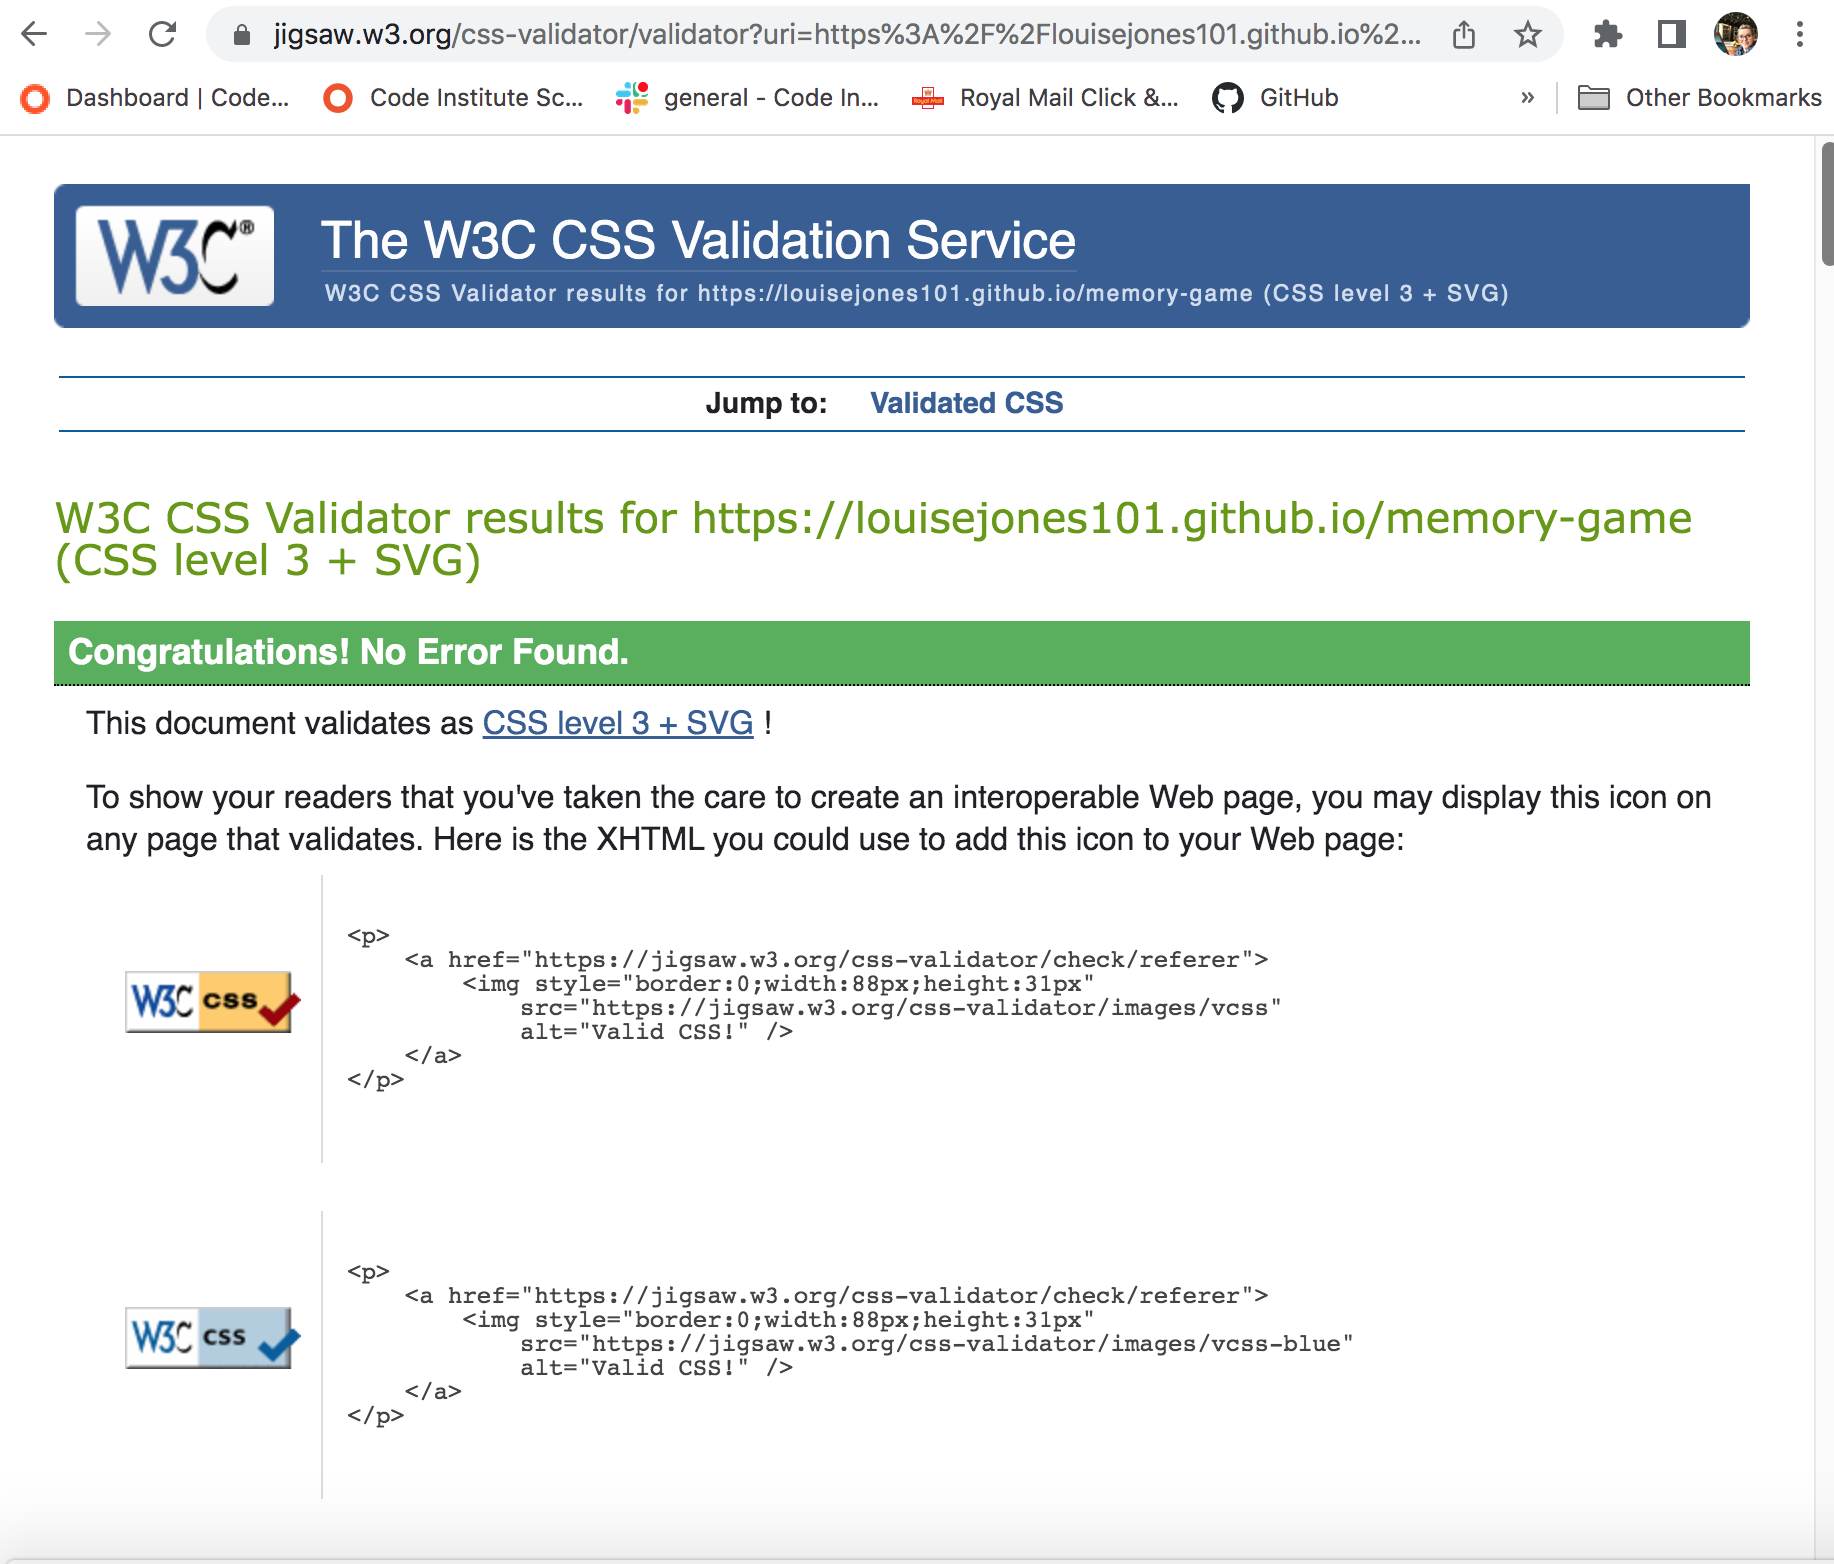 jigsaw.w3.org/css-validator/validator?uri=https%3A%2F%2Flouisejones101.github.io%2...
Dashboard | Code... Code Institute Sc... general - Code In... Royal Mail Click &... GitHub » Other Bookmarks
W3C® The W3C CSS Validation Service
W3C CSS Validator results for https://louisejones101.github.io/memory-game (CSS level 3 + SVG)
Jump to: Validated CSS
W3C CSS Validator results for https://louisejones101.github.io/memory-game
(CSS level 3 + SVG)
Congratulations! No Error Found.
This document validates as CSS level 3 + SVG !
To show your readers that you've taken the care to create an interoperable Web page, you may display this icon on
any page that validates. Here is the XHTML you could use to add this icon to your Web page:
<p>
<a href="https://jigsaw.w3.org/css-validator/check/referer">
<img style="border:0;width:88px;height:31px"
W3C css
src="https://jigsaw.w3.org/css-validator/images/vcss"
alt="Valid CSS!" />
</a>
</p>
<p>
<a href="https://jigsaw.w3.org/css-validator/check/referer">
<img style="border:0;width:88px;height:31px"
W3C css
src="https://jigsaw.w3.org/css-validator/images/vcss-blue"
alt="Valid CSS!" />
</a>
</p>